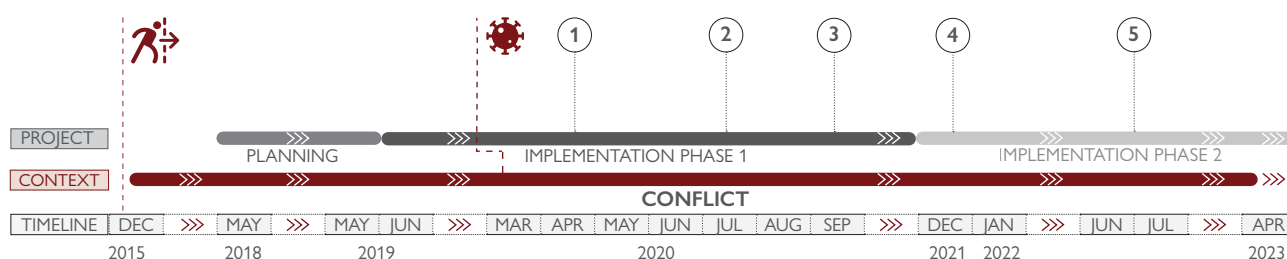 1 2 3 4 5
PROJECT
PLANNING IMPLEMENTATION PHASE 1 IMPLEMENTATION PHASE 2
CONTEXT
CONFLICT
TIMELINE DEC MAY MAY JUN MAR APR MAY JUN JUL AUG SEP DEC JAN JUN JUL APR
2015 2018 2019 2020 2021 2022 2023